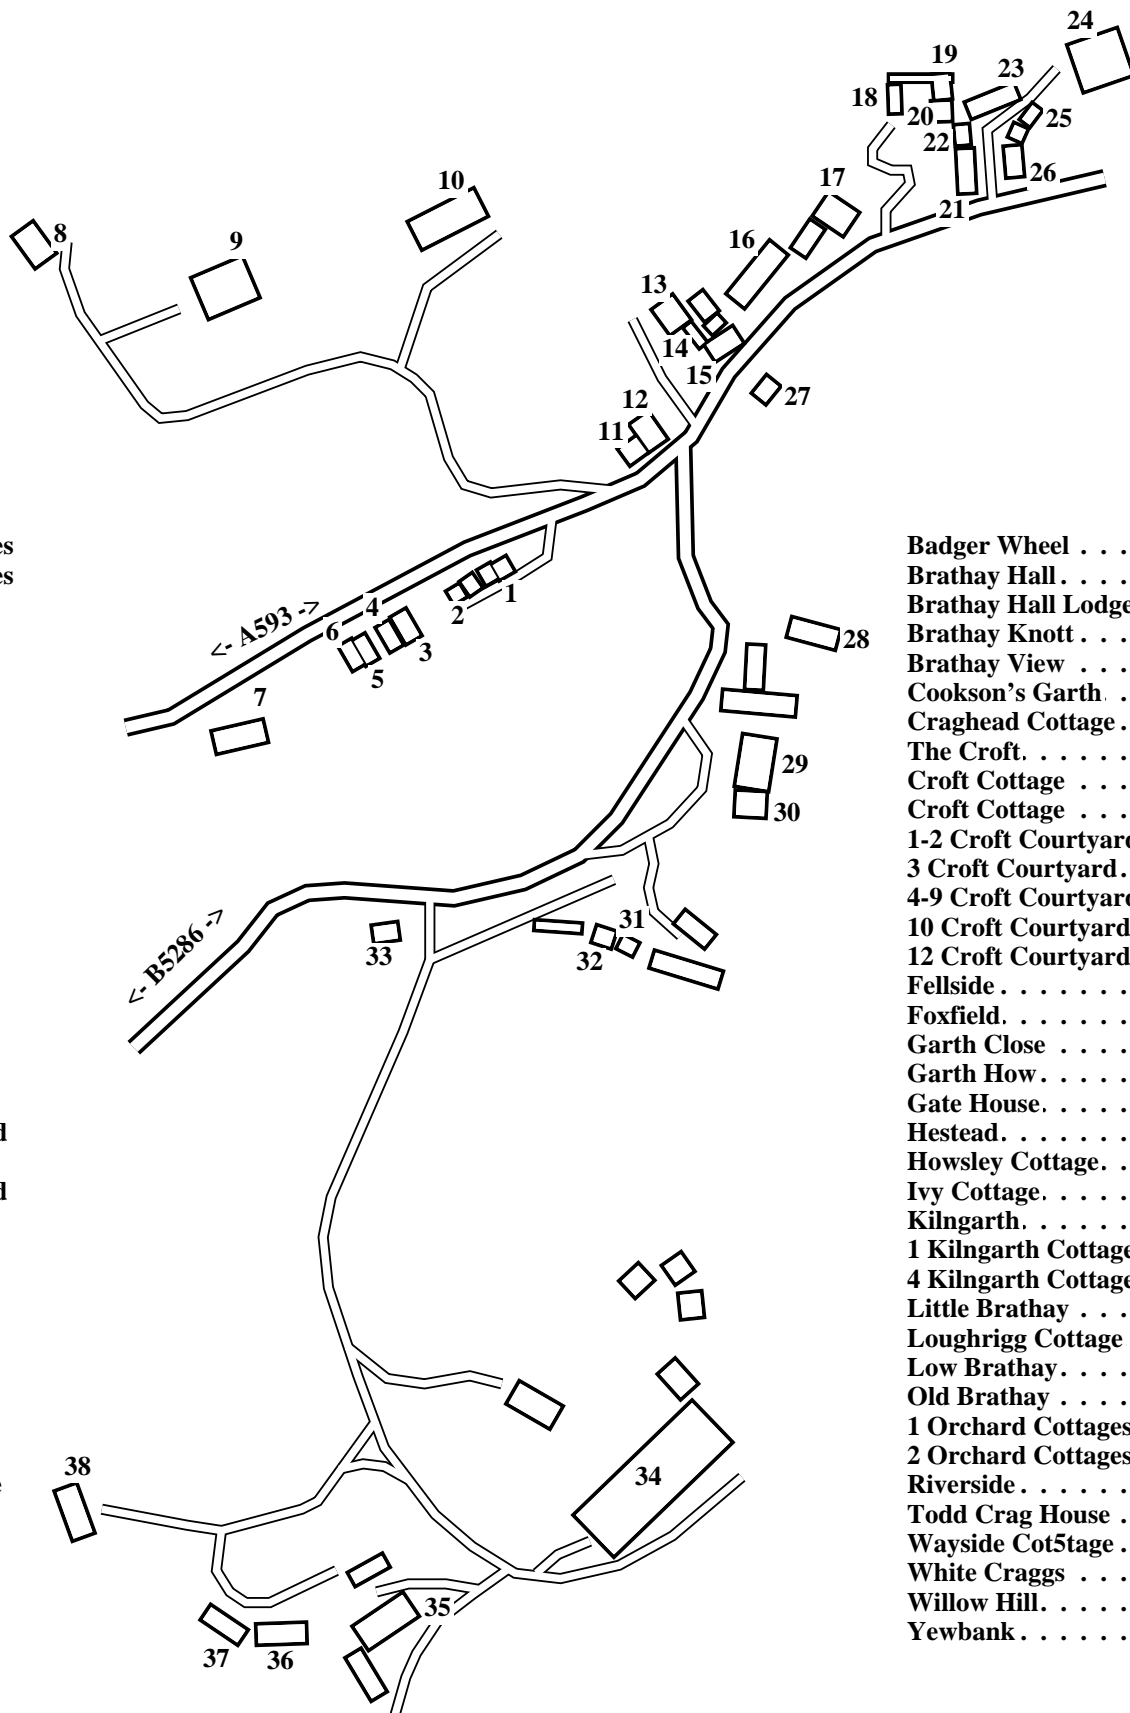 24
19
23
18
20
25
22
26
17
21
10
8
9
16
13
14
15
27
12
11
es
es
1
2
<- A593 ->
4
6
3
5
7
28
29
30
<- B5286 ->
31
32
33
d
d
34
38
e
35
37
36
Badger Wheel . . .
Brathay Hall . . . .
Brathay Hall Lodge
Brathay Knott . . .
Brathay View . . .
Cookson's Garth. .
Craghead Cottage .
The Croft. . . . . .
Croft Cottage . . .
Croft Cottage . . .
1-2 Croft Courtyard
3 Croft Courtyard .
4-9 Croft Courtyard
10 Croft Courtyard
12 Croft Courtyard
Fellside . . . . . . .
Foxfield. . . . . . .
Garth Close . . . .
Garth How . . . . .
Gate House. . . . .
Hestead . . . . . . .
Howsley Cottage. .
Ivy Cottage. . . . .
Kilngarth. . . . . .
1 Kilngarth Cottage
4 Kilngarth Cottage
Little Brathay . . .
Loughrigg Cottage
Low Brathay . . . .
Old Brathay . . . .
1 Orchard Cottages
2 Orchard Cottages
Riverside . . . . . .
Todd Crag House .
Wayside Cot5tage .
White Craggs . . .
Willow Hill . . . . .
Yewbank . . . . . .